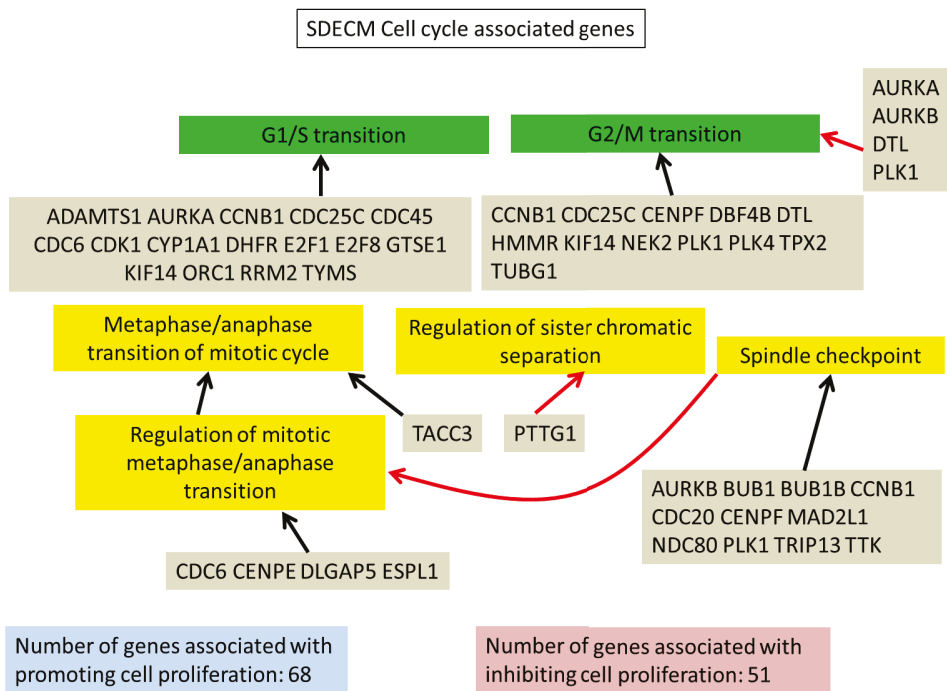 SDECM Cell cycle associated genes
AURKA
AURKB
DTL
PLK1
G1/S transition
G2/M transition
ADAMTS1 AURKA CCNB1 CDC25C CDC45
CDC6 CDK1 CYP1A1 DHFR E2F1 E2F8 GTSE1
KIF14 ORC1 RRM2 TYMS
CCNB1 CDC25C CENPF DBF4B DTL
HMMR KIF14 NEK2 PLK1 PLK4 TPX2
TUBG1
Metaphase/anaphase
transition of mitotic cycle
Regulation of sister chromatic
separation
Spindle checkpoint
Regulation of mitotic
metaphase/anaphase
transition
TACC3
PTTG1
AURKB BUB1 BUB1B CCNB1
CDC20 CENPF MAD2L1
NDC80 PLK1 TRIP13 TTK
CDC6 CENPE DLGAP5 ESPL1
Number of genes associated with
promoting cell proliferation: 68
Number of genes associated with
inhibiting cell proliferation: 51